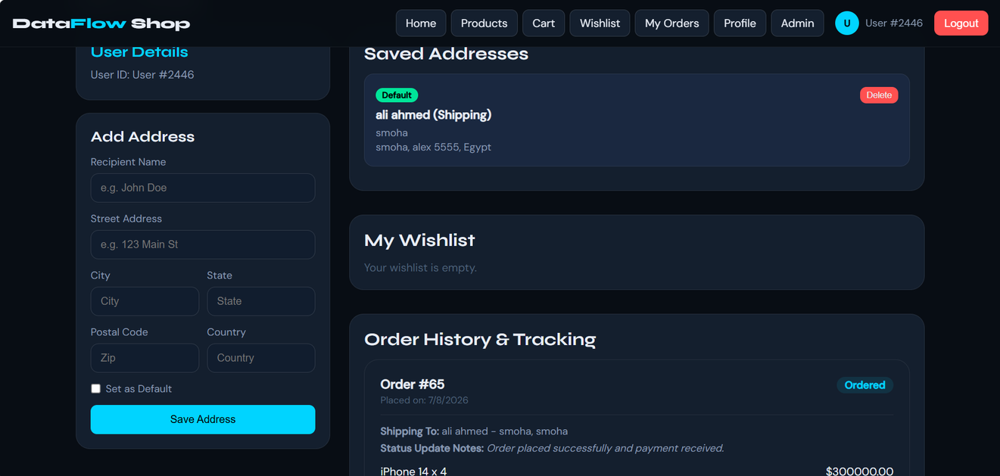 DataFlow Shop
Home
Products
Cart
Wishlist
My Orders
Profile
Admin
U
User #2446
Logout
User Details
User ID: User #2446
Add Address
Recipient Name
e.g. John Doe
Street Address
e.g. 123 Main St
City
State
City
State
Postal Code
Country
Zip
Country
Set as Default
Save Address
Saved Addresses
Default
Delete
ali ahmed (Shipping)
smoha
smoha, alex 5555, Egypt
My Wishlist
Your wishlist is empty.
Order History & Tracking
Order #65
Ordered
Placed on: 7/8/2026
Shipping To: ali ahmed - smoha, smoha
Status Update Notes: Order placed successfully and payment received.
iPhone 14 x 4
$300000.00